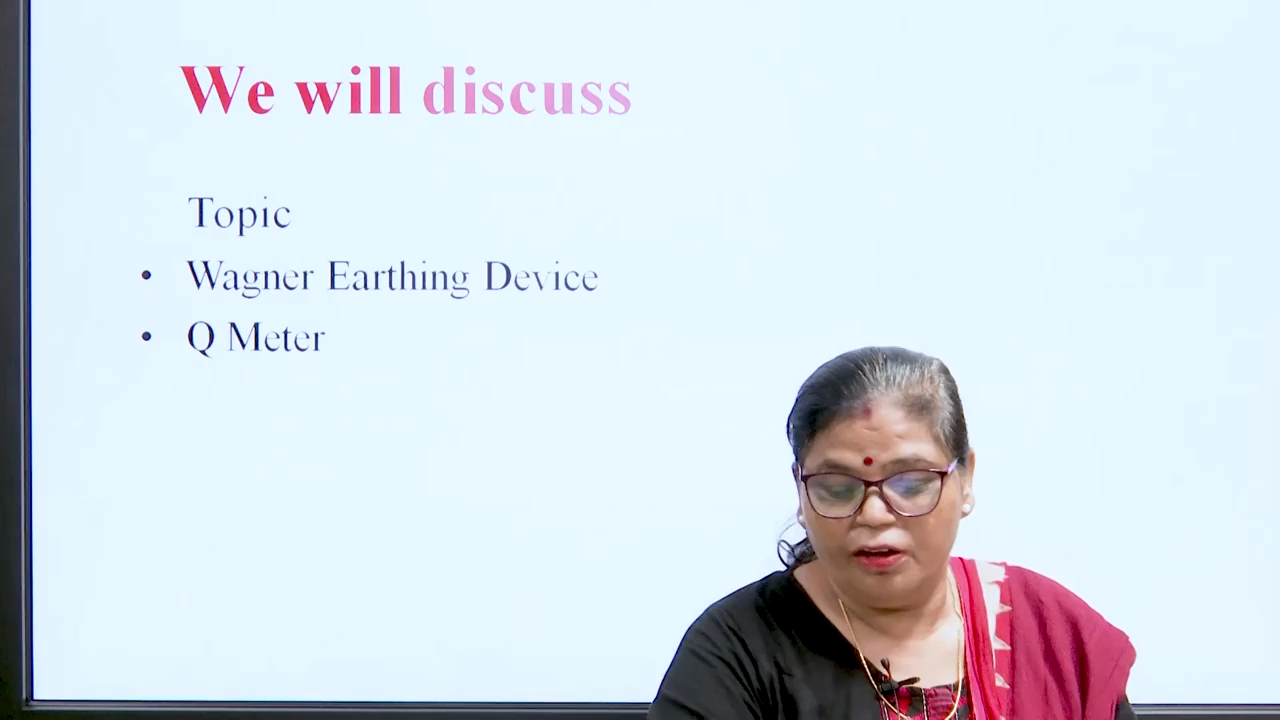 We will discuss
Topic
• Wagner Earthing Device
• Q Meter